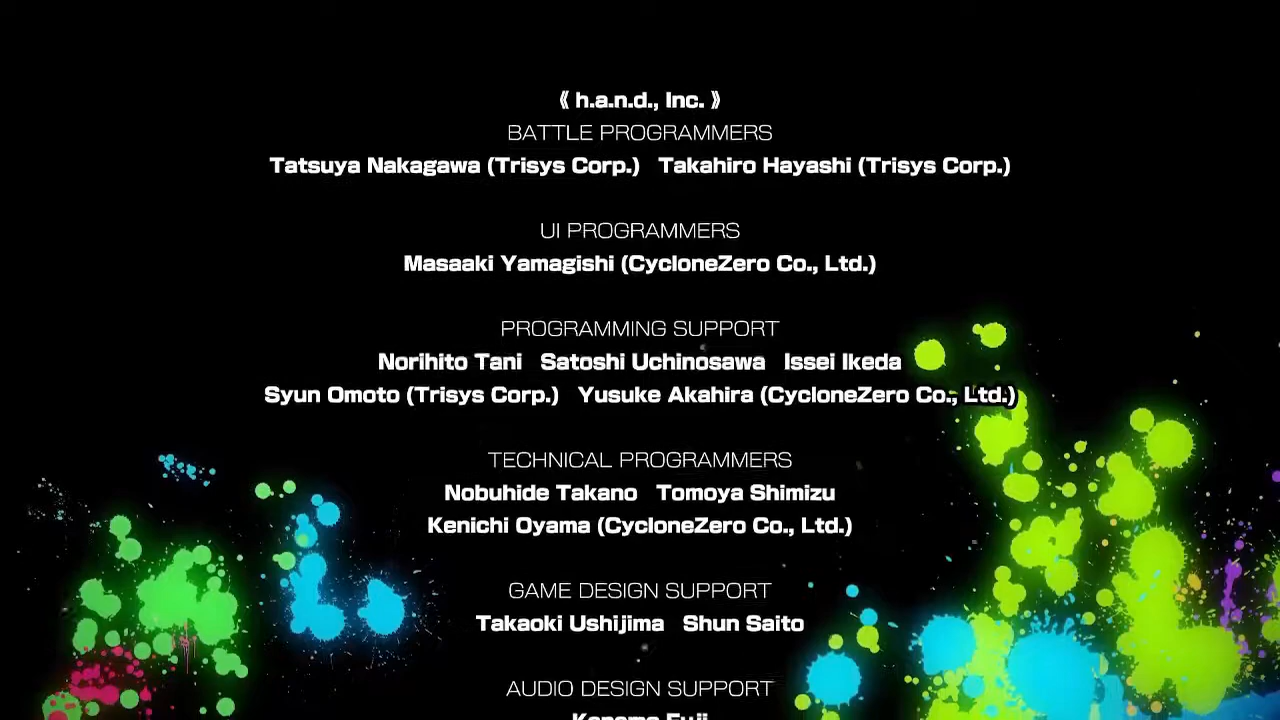 《 h.a.n.d., Inc. 》
BATTLE PROGRAMMERS
Tatsuya Nakagawa (Trisys Corp.) Takahiro Hayashi (Trisys Corp.)
UI PROGRAMMERS
Masaaki Yamagishi (CycloneZero Co., Ltd.)
PROGRAMMING SUPPORT
Norihito Tani Satoshi Uchinosawa Issei Ikeda
Syun Omoto (Trisys Corp.) Yusuke Akahira (CycloneZero Co., Ltd.)
TECHNICAL PROGRAMMERS
Nobuhide Takano Tomoya Shimizu
Kenichi Oyama (CycloneZero Co., Ltd.)
GAME DESIGN SUPPORT
Takaoki Ushijima Shun Saito
AUDIO DESIGN SUPPORT